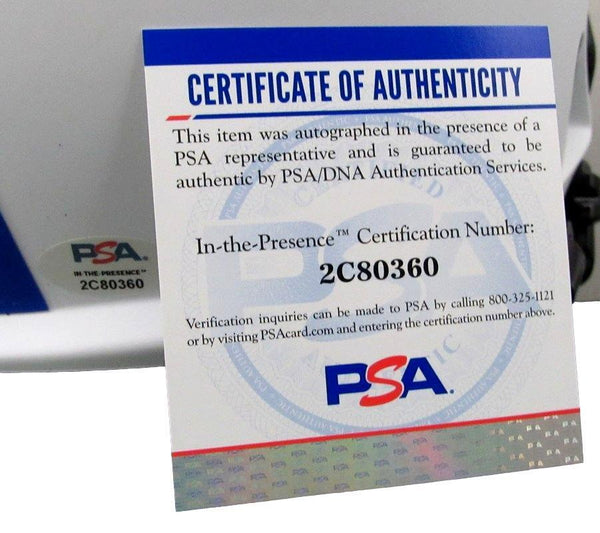 CERTIFICATE OF AUTHENTICITY
This item was autographed in the presence of a
PSA representative and is guaranteed to be
authentic by PSA/DNA Authentication Services.
In-the-Presence™ Certification Number:
2C80360
Verification inquiries can be made to PSA by calling 800-325-1121
or by visiting PSAcard.com and entering the certification number above.
PSA.
PSA.
IN-THE-PRESENCE™
2C80360